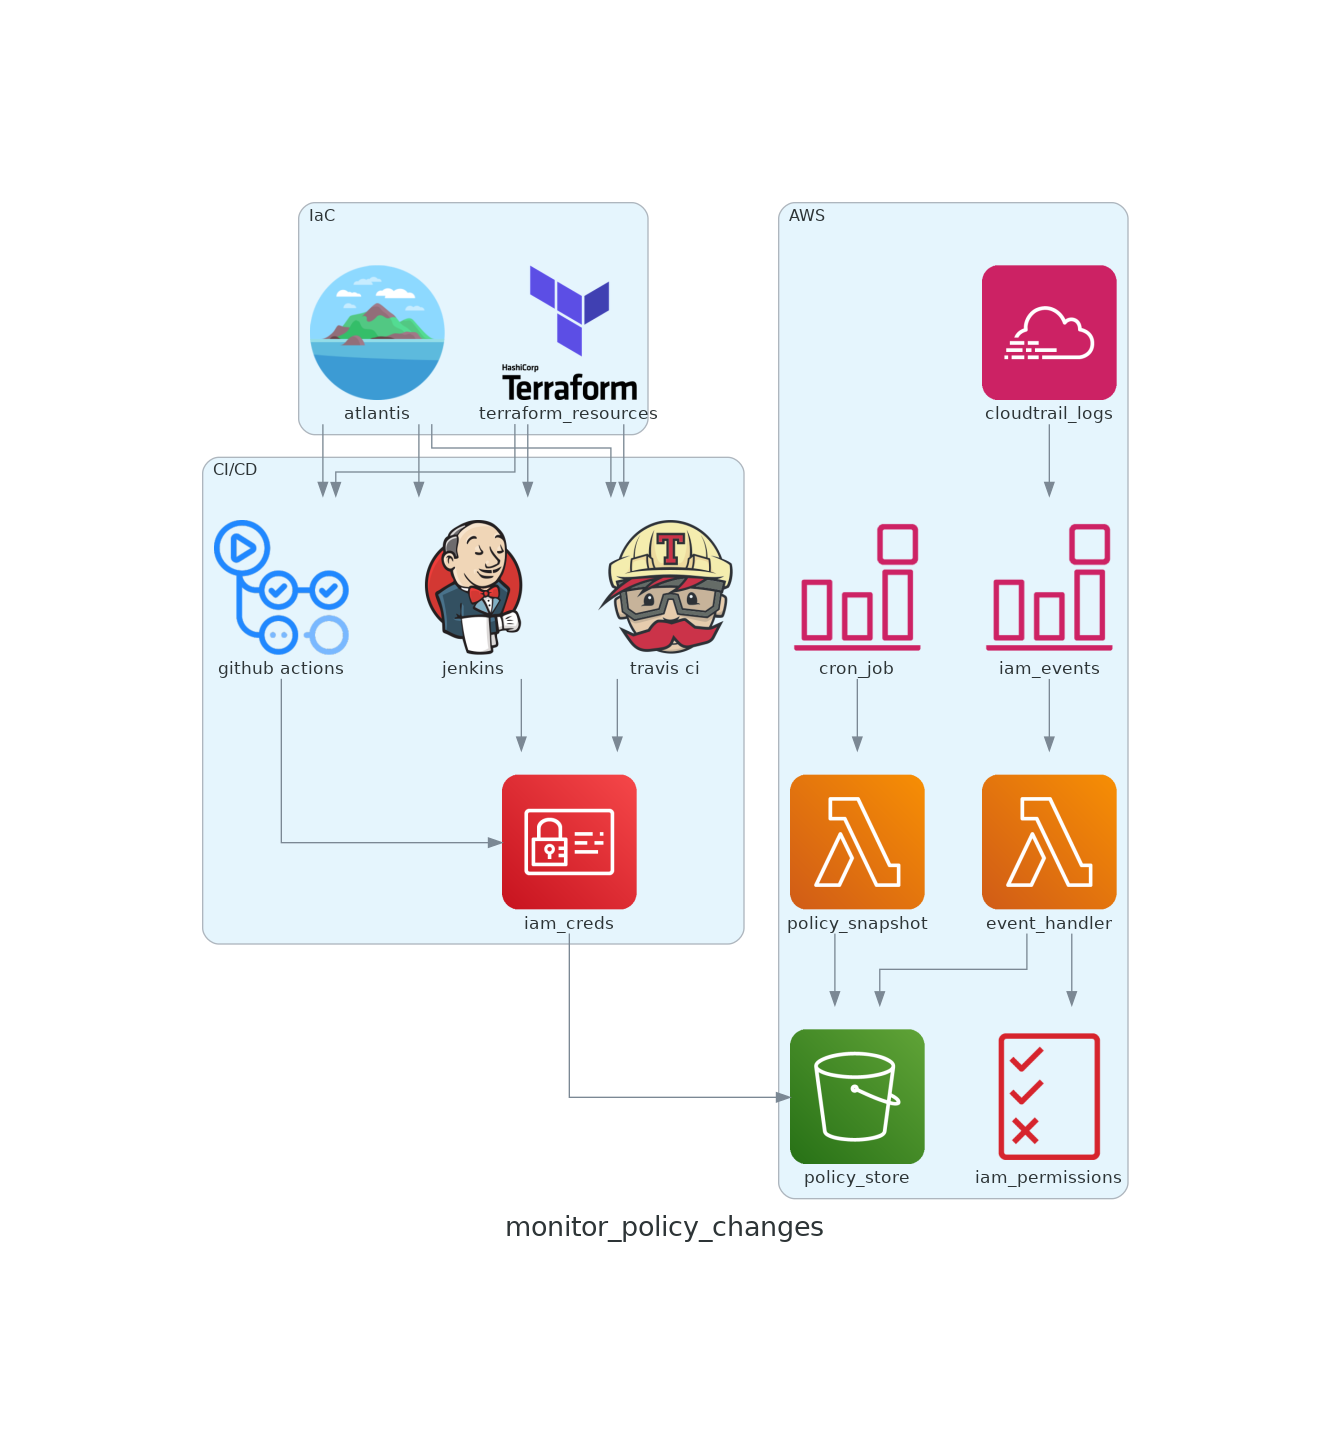 IaC
AWS
HashiCorp
Terraform
atlantis
terraform_resources
cloudtrail_logs
CI/CD
T
github actions
jenkins
travis ci
cron_job
iam_events
iam_creds
policy_snapshot
event_handler
policy_store
iam_permissions
monitor_policy_changes